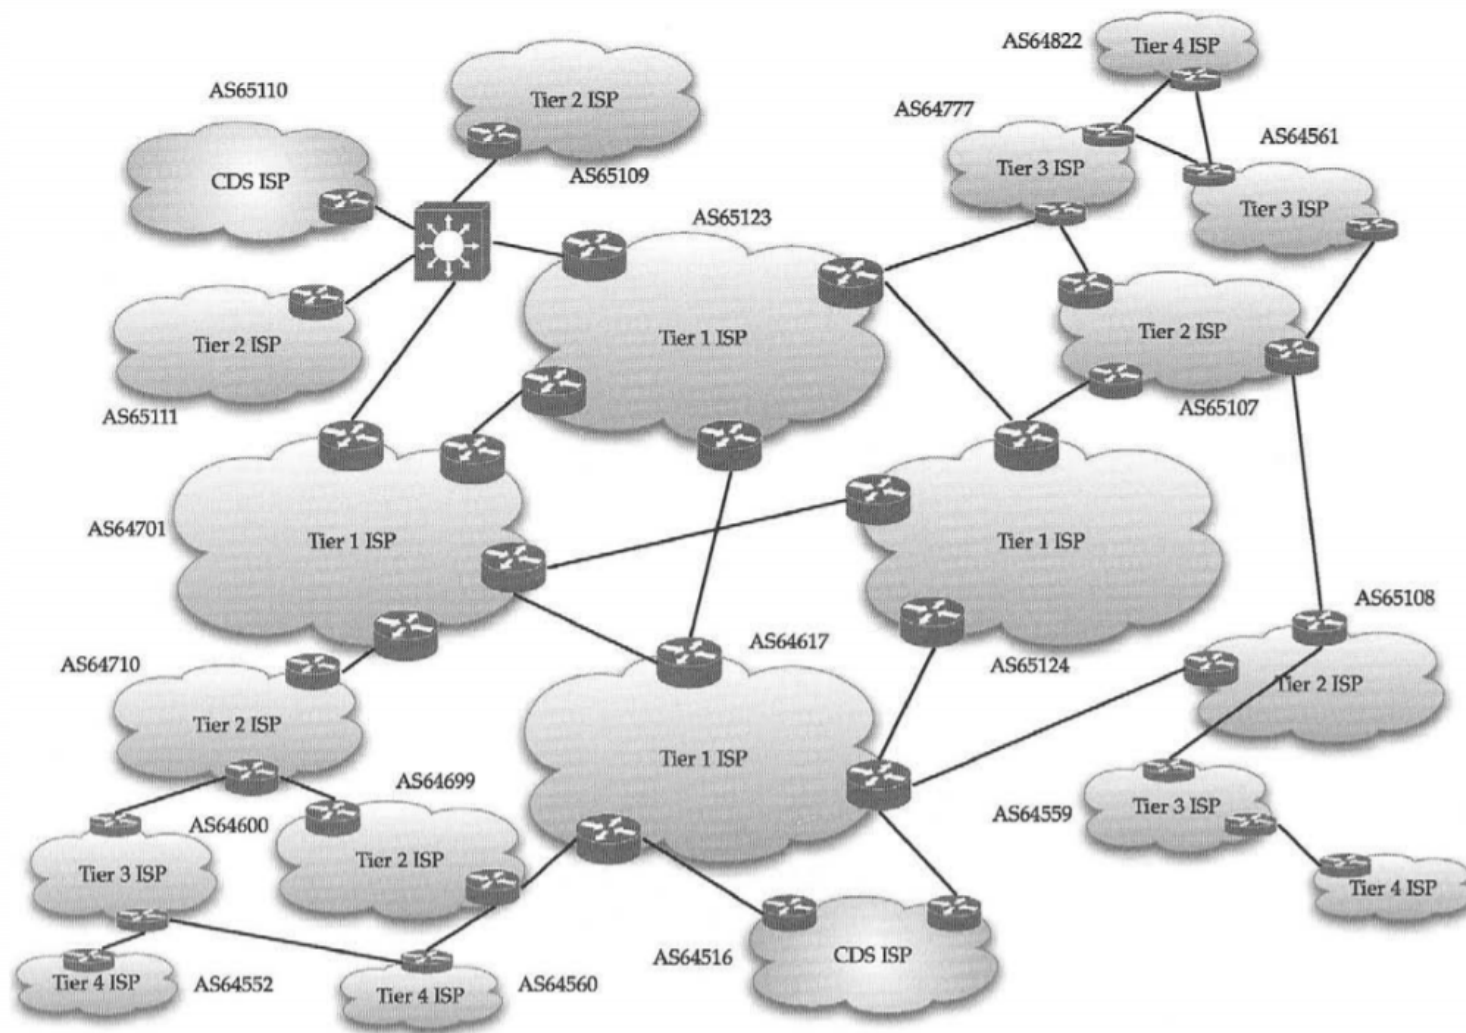 AS64822
Tier 4 ISP
AS65110
Tier 2 ISP
AS64777
AS64561
CDS ISP
AS65109
Tier 3 ISP
Tier 3 ISP
AS65123
Tier 2 ISP
Tier 1 ISP
Tier 2 ISP
AS65111
AS65107
AS64701
Tier 1 ISP
Tier 1 ISP
AS65108
AS64710
AS64617
AS65124
Tier 2 ISP
Tier 2 ISP
Tier 1 ISP
AS64699
AS64600
AS64559
Tier 3 ISP
Tier 3 ISP
Tier 2 ISP
Tier 4 ISP
AS64516
CDS ISP
Tier 4 ISP
AS64552
Tier 4 ISP
AS64560